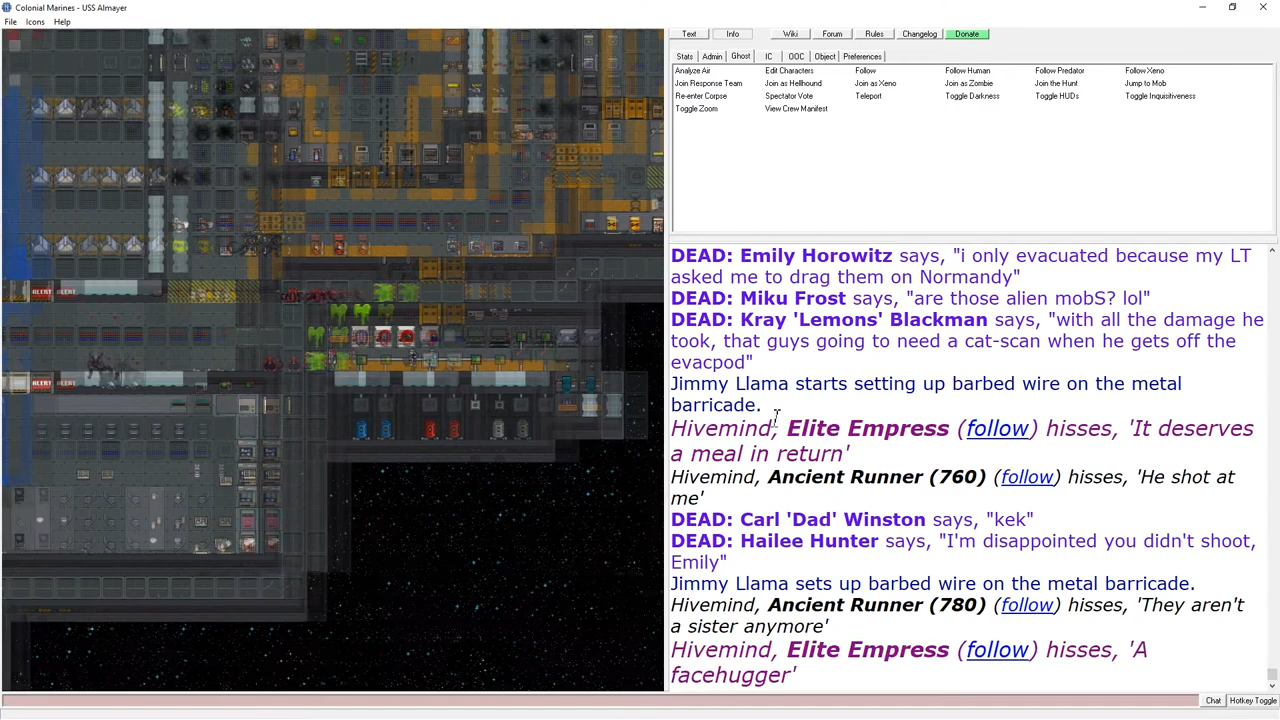 Colonial Marines - USS Almayer
File Icons Help
Text Info Wiki Forum Rules Changelog Donate
Stats Admin Ghost IC OOC Object Preferences
Analyze Air Edit Characters Follow Follow Human Follow Predator Follow Xeno
Join Response Team Join as Hellhound Join as Xeno Join as Zombie Join the Hunt Jump to Mob
Re-enter Corpse Spectator Vote Teleport Toggle Darkness Toggle HUDs Toggle Inquisitiveness
Toggle Zoom View Crew Manifest
DEAD: Emily Horowitz says, "i only evacuated because my LT
asked me to drag them on Normandy"
DEAD: Miku Frost says, "are those alien mobS? lol"
DEAD: Kray 'Lemons' Blackman says, "with all the damage he
took, that guys going to need a cat-scan when he gets off the
evacpod"
Jimmy Llama starts setting up barbed wire on the metal
barricade.
Hivemind, Elite Empress (follow) hisses, 'It deserves
a meal in return'
Hivemind, Ancient Runner (760) (follow) hisses, 'He shot at
me'
DEAD: Carl 'Dad' Winston says, "kek"
DEAD: Hailee Hunter says, "I'm disappointed you didn't shoot,
Emily"
Jimmy Llama sets up barbed wire on the metal barricade.
Hivemind, Ancient Runner (780) (follow) hisses, 'They aren't
a sister anymore'
Hivemind, Elite Empress (follow) hisses, 'A
facehugger'
ALERT ALERT
ALERT ALERT
Chat Hotkey Toggle